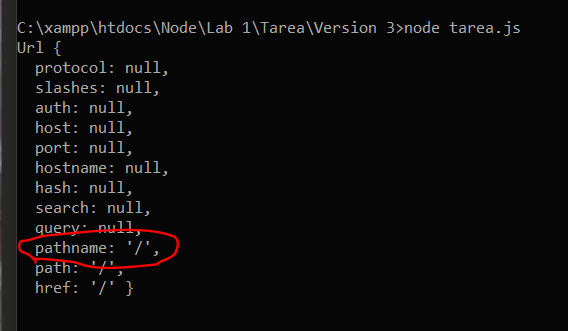 C:\xampp\htdocs\Node\Lab 1\Tarea\Version 3>node tarea.js
Url {
protocol: null,
slashes: null,
auth: null,
host: null,
port: null,
hostname: null,
hash: null,
search: null,
query: null,
pathname: '/',
path: '/',
href: '/' }